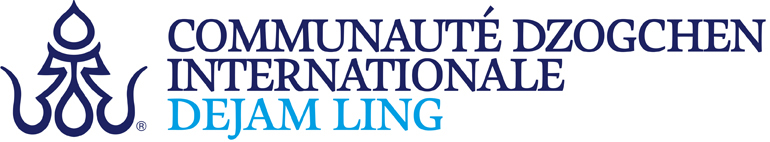 COMMUNAUTÉ DZOGCHEN
INTERNATIONALE
DEJAM LING
®